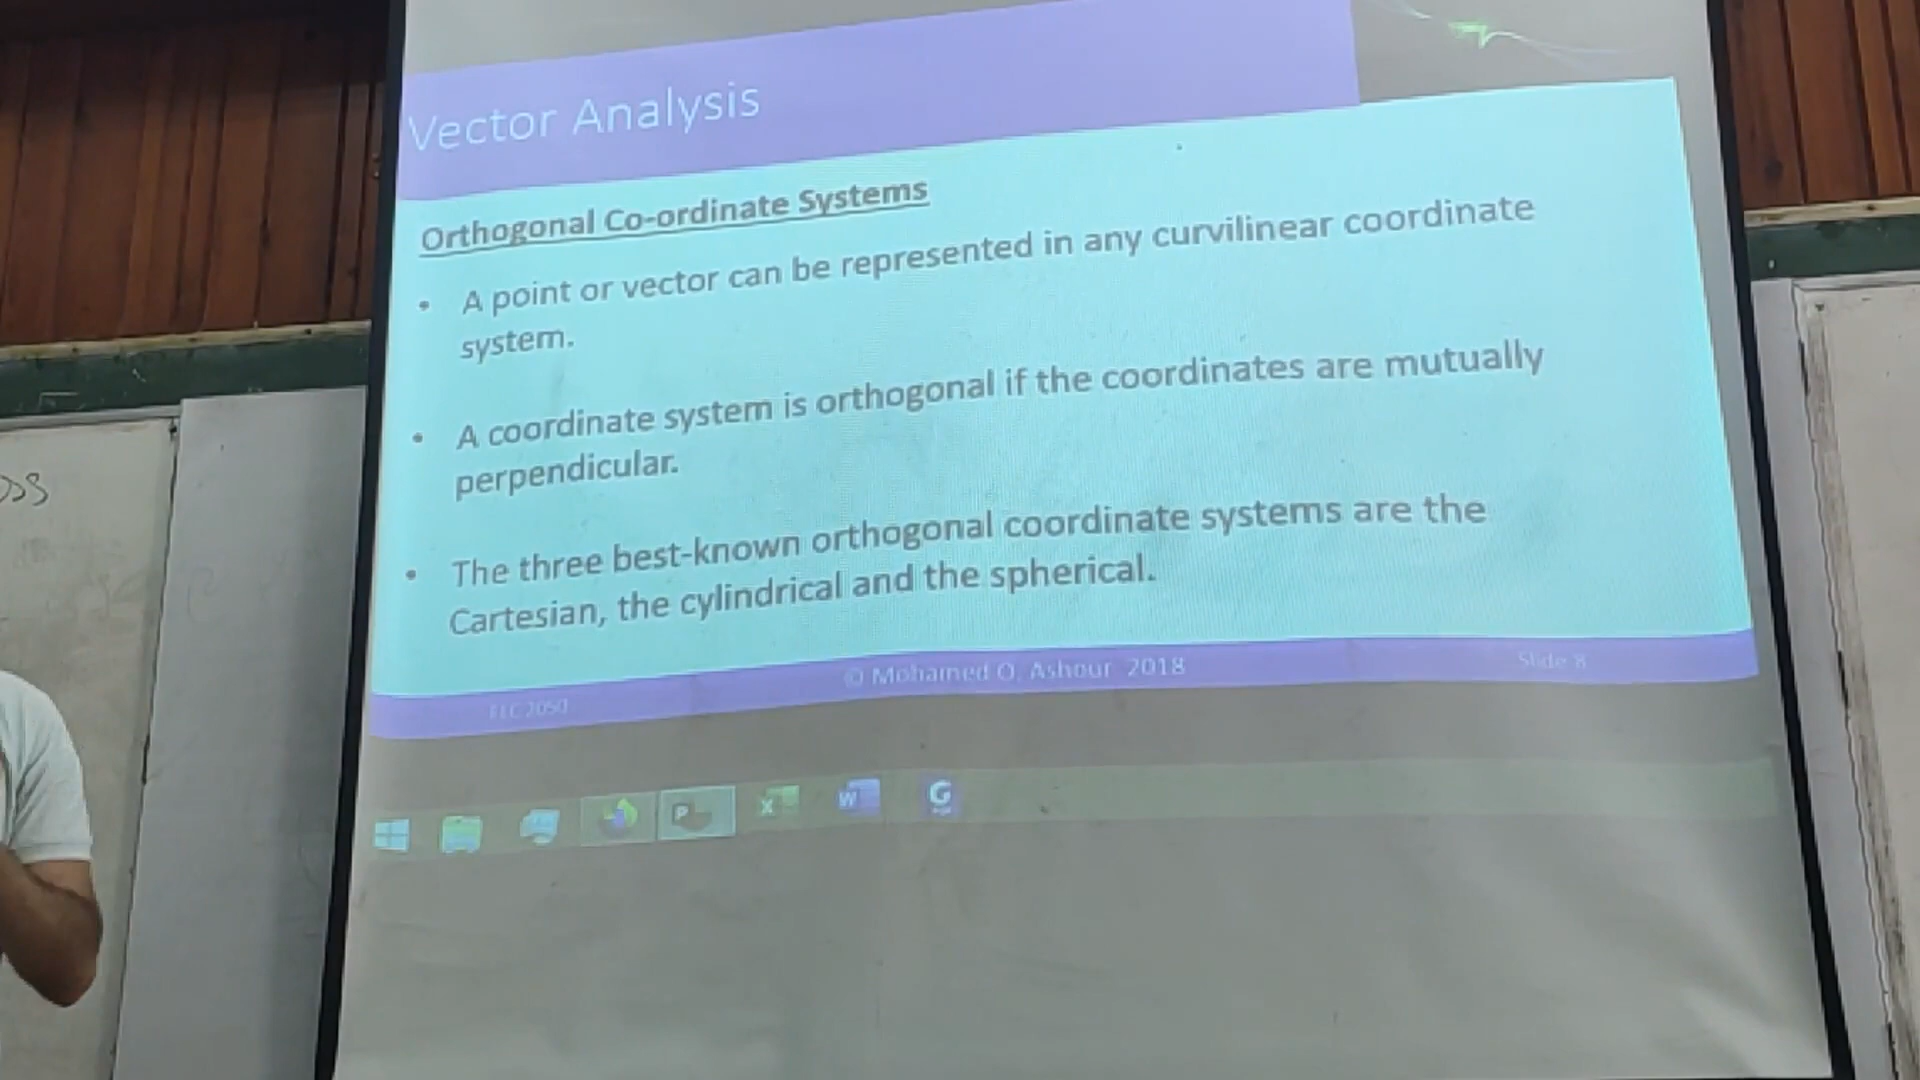 Vector Analysis
Orthogonal Co-ordinate Systems
• A point or vector can be represented in any curvilinear coordinate
system.
• A coordinate system is orthogonal if the coordinates are mutually
perpendicular.
• The three best-known orthogonal coordinate systems are the
Cartesian, the cylindrical and the spherical.
ELC 2050
© Mohamed O. Ashour 2018
Slide 8
P
X
W
G